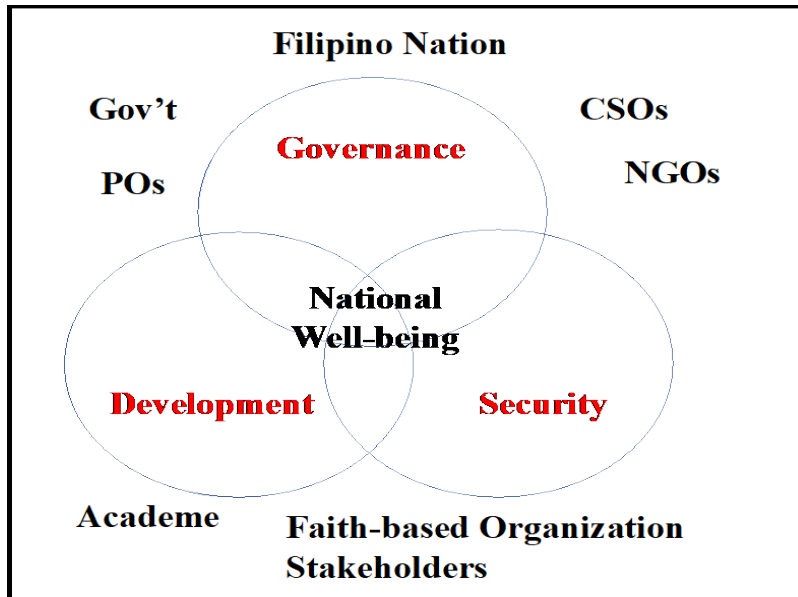 Filipino Nation
Gov’t
CSOs
Governance
POs
NGOs
National
Well-being
Development
Security
Academe
Faith-based Organization
Stakeholders